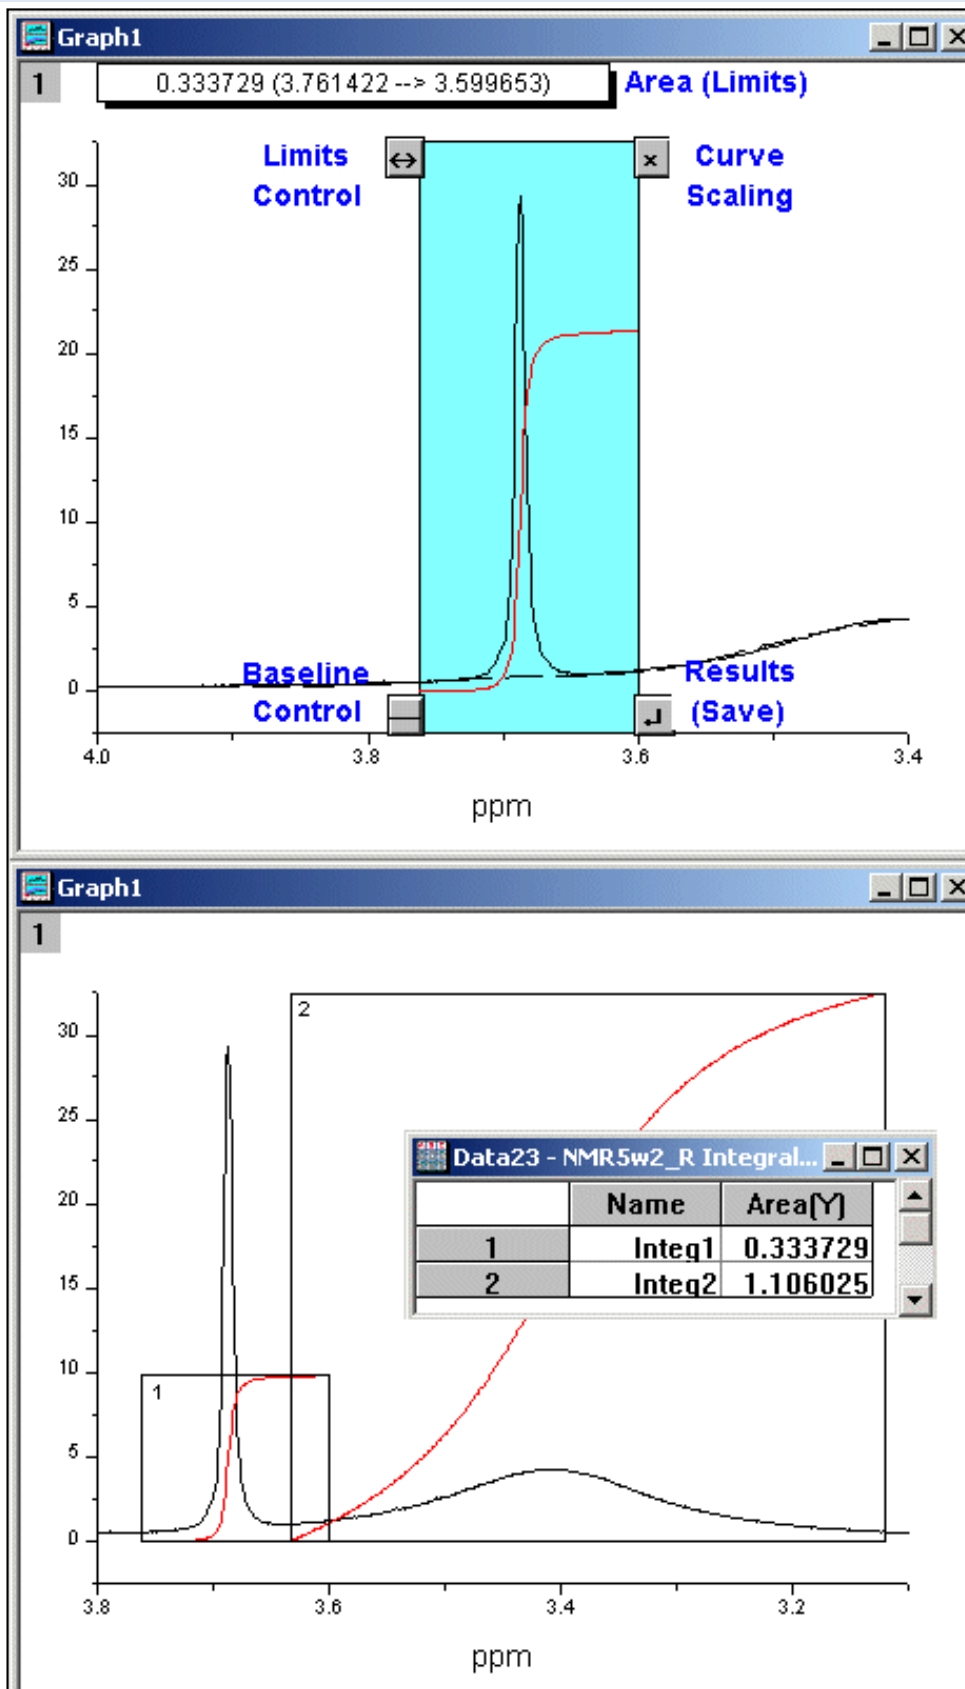 Graph1
1
0.333729 (3.761422 --> 3.599653) Area (Limits)
Limits Control
Curve Scaling
30
25
20
15
10
5
0
Baseline Control
Results (Save)
4.0 3.8 3.6 3.4
ppm
Graph1
1
2
30
25
20
15
10
5
0
Data23 - NMR5w2_R Integral...
Name Area(Y)
1 Integ1 0.333729
2 Integ2 1.106025
1
3.8 3.6 3.4 3.2
ppm